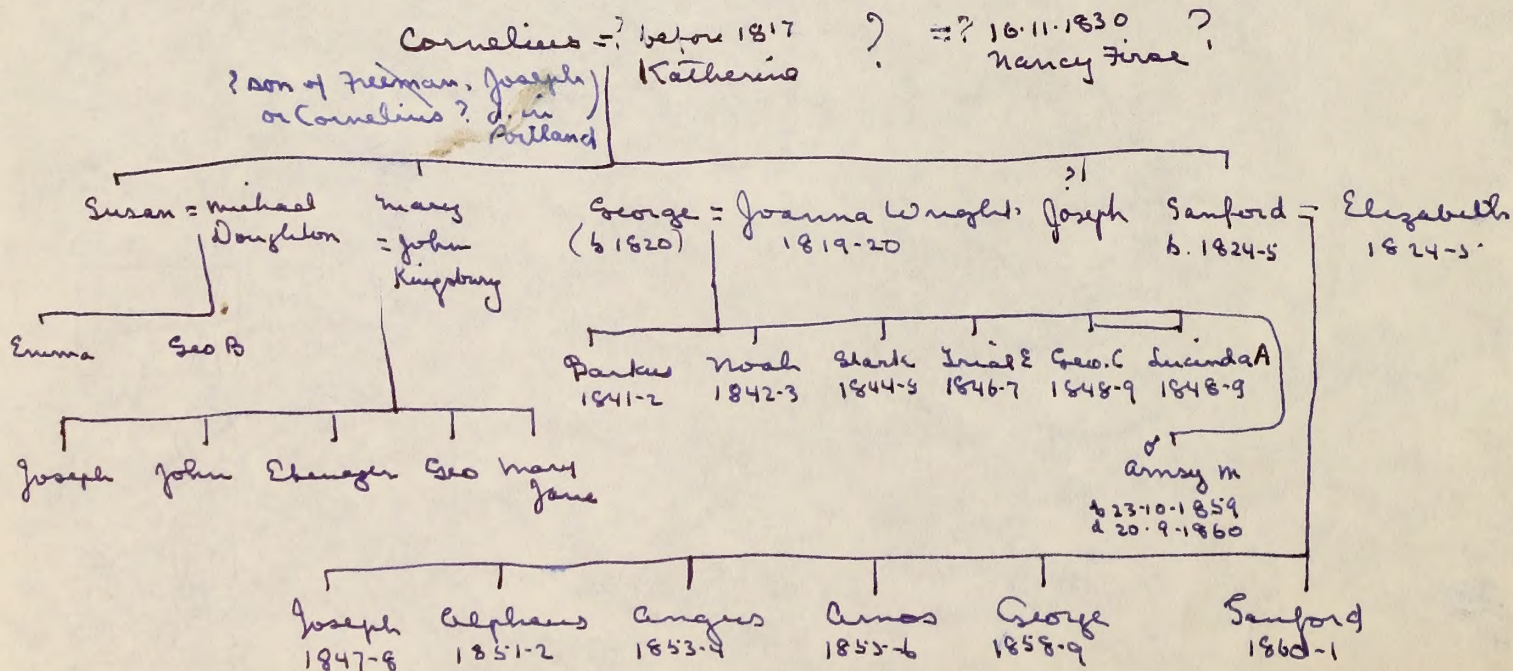 Cornelius =? before 1817 ? =? 16.11.1830 ?
Katherine Nancy
? son of Freeman, Joseph)
or Cornelius? d. in
Portland
Susan = Michael Mary George = Joanna Wright. ? Joseph Sanford = Elizabeth
Doughton = John (b 1820) 1819-20 b. 1824-5 1824-5
Kingsbury
Emma Geo B
Barkus Noah Stark E Geo. C Lucinda A
1841-2 1842-3 1844-5 1846-7 1848-9 1848-9
Joseph John Ebenezer Geo Mary
Jane
♂
Amsy M
b 23-10-1859
d 20.9-1860
Joseph Alpheus Angus Amos George Sanford
1847-8 1851-2 1853-4 1855-6 1858-9 1860-1